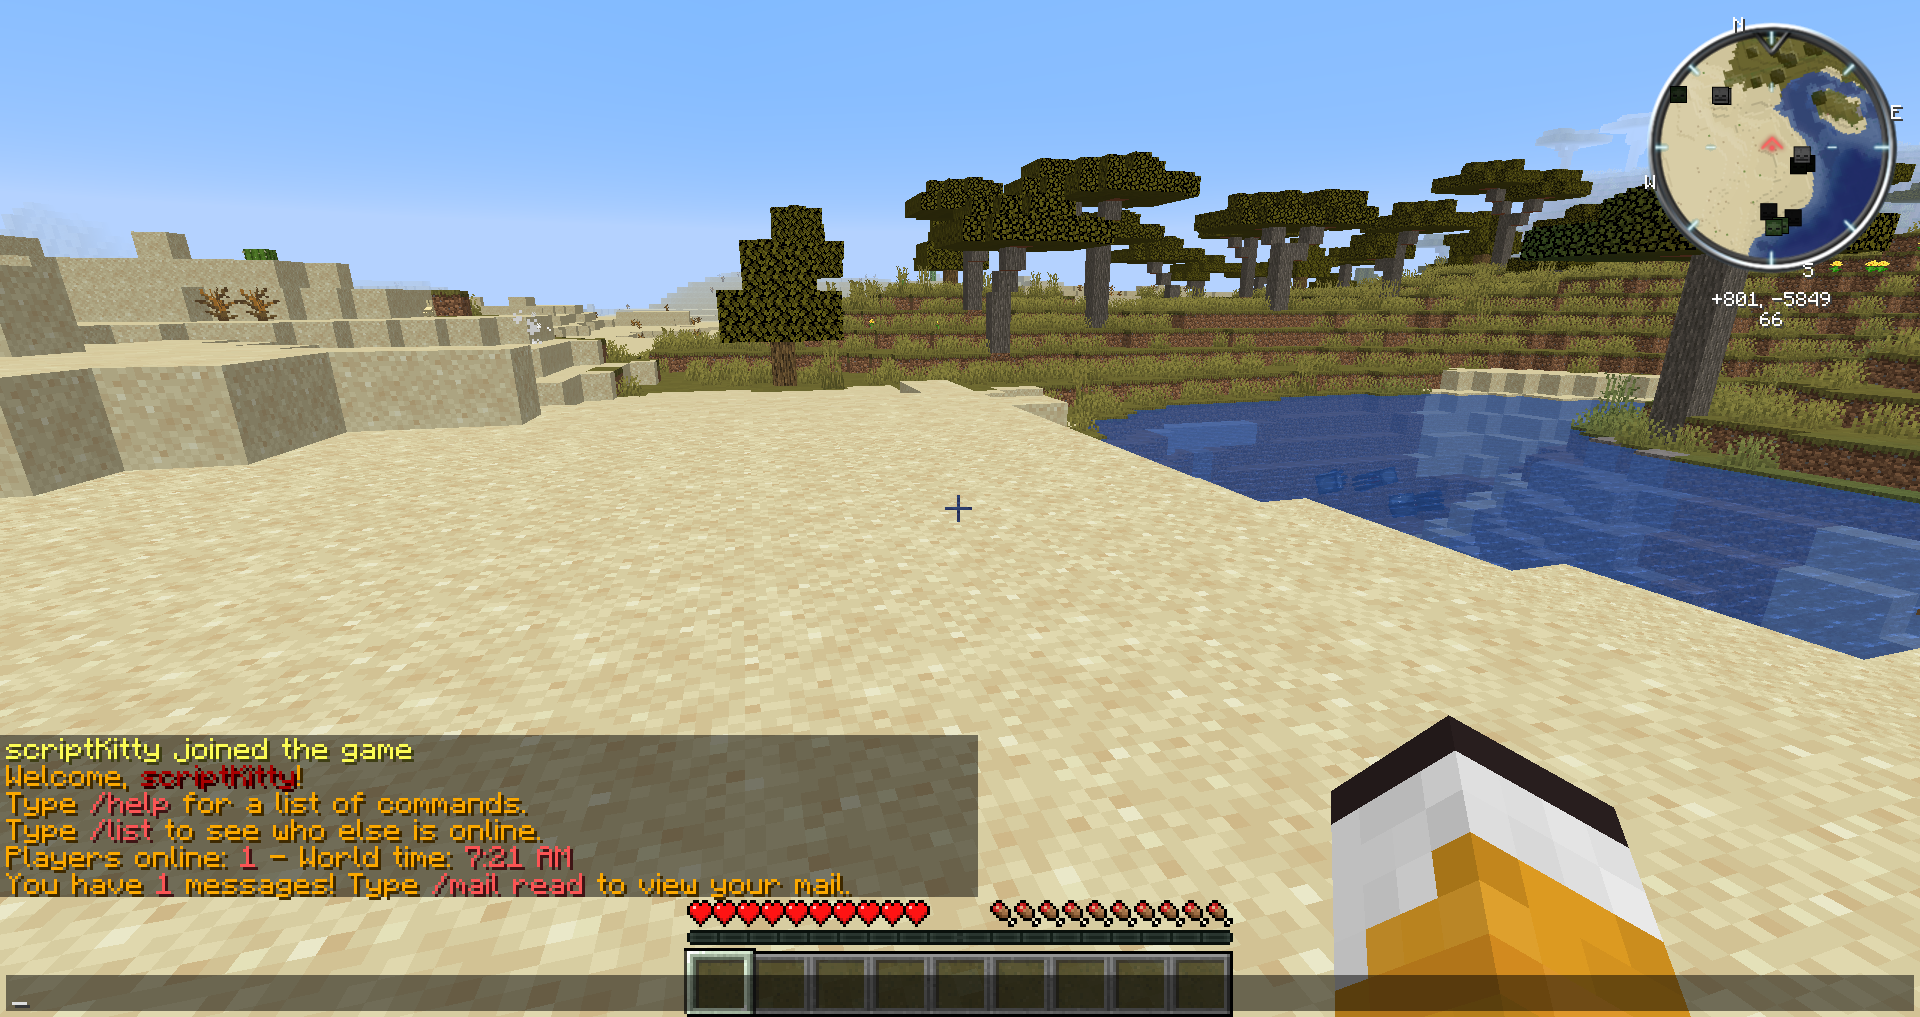 N
E
W
S
+801, -5849
66
scriptKitty joined the game
Welcome, scriptKitty!
Type /help for a list of commands.
Type /list to see who else is online.
Players online: 1 - World time: 7:21 AM
You have 1 messages! Type /mail read to view your mail.
_